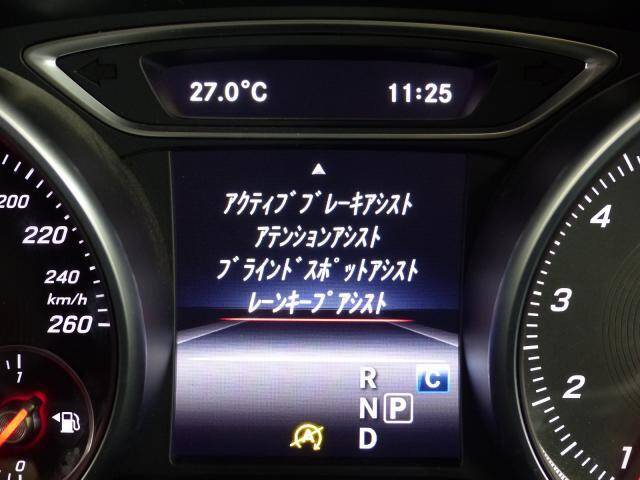 27.0°C 11:25
アクティブブレーキアシスト
アテンションアシスト
ブラインドスポットアシスト
レーンキープアシスト
R C
N P
D
A
200
220
240
km/h
260
1
0
4
3
2
1